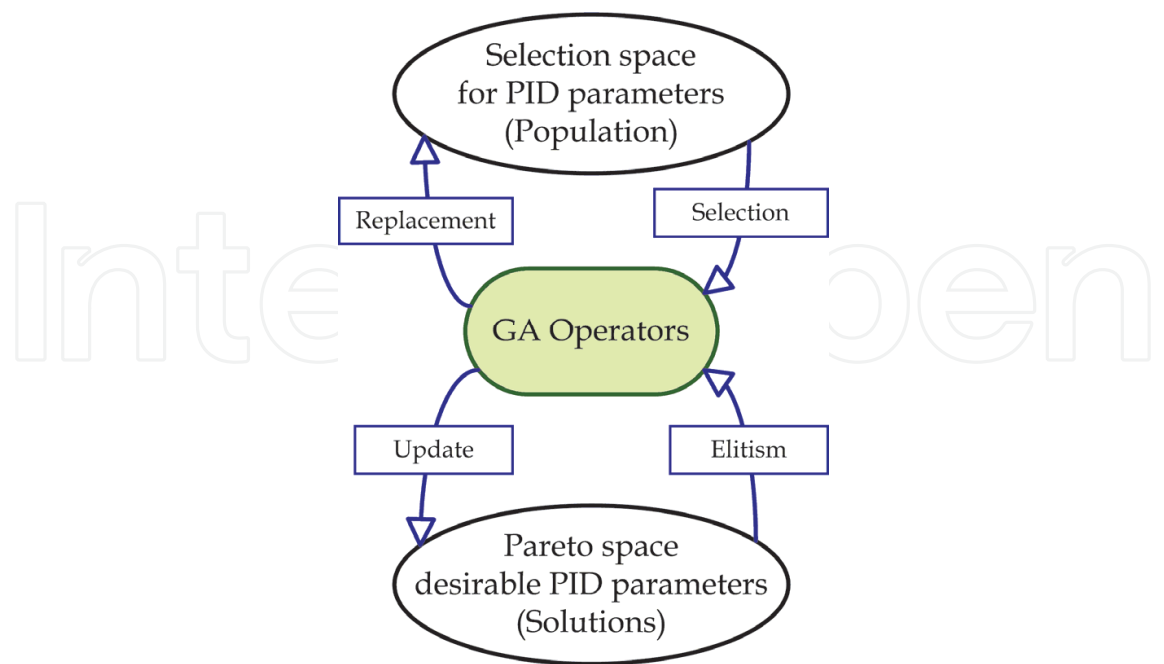 Selection space
for PID parameters
(Population)
Replacement
Selection
GA Operators
Update
Elitism
Pareto space
desirable PID parameters
(Solutions)